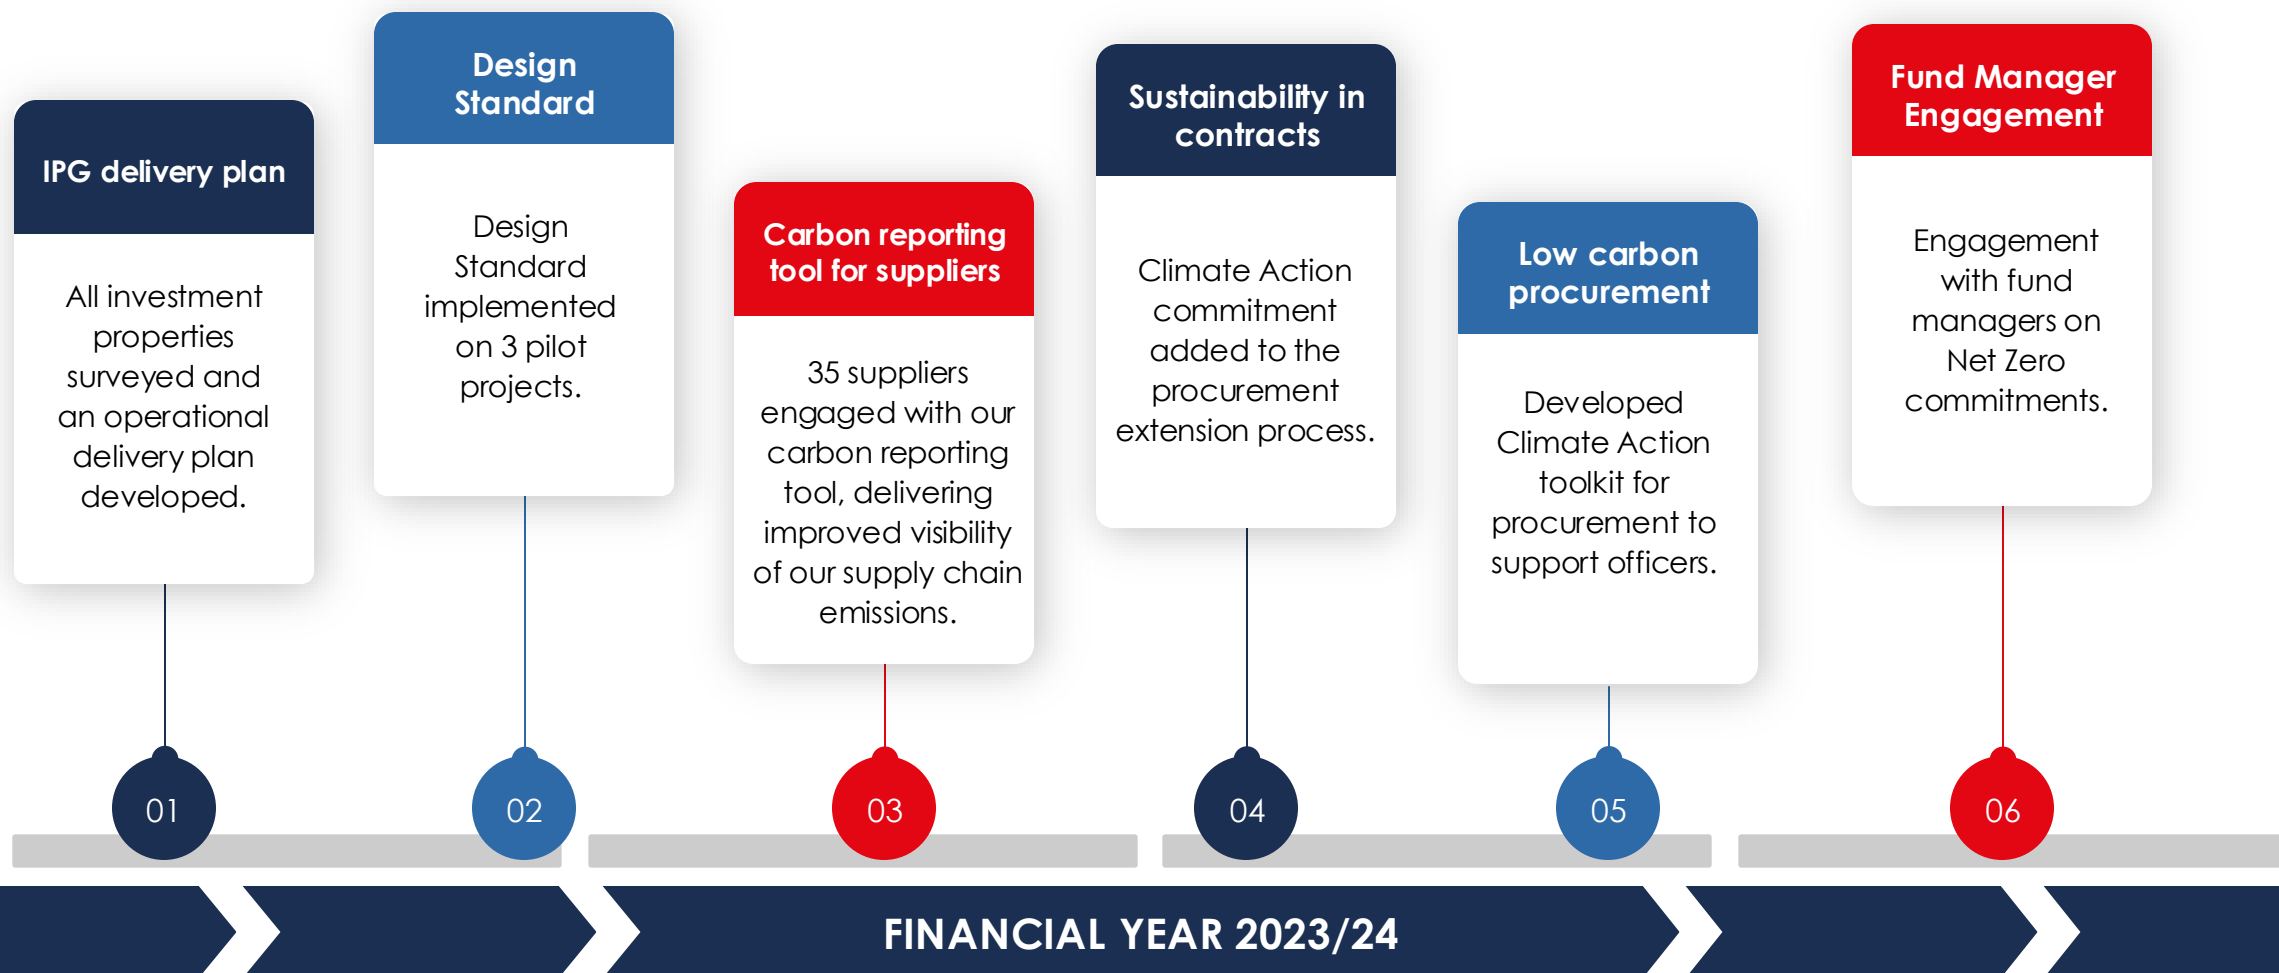 IPG delivery plan
All investment
properties
surveyed and
an operational
delivery plan
developed.
Design
Standard
Design
Standard
implemented
on 3 pilot
projects.
Carbon reporting
tool for suppliers
35 suppliers
engaged with our
carbon reporting
tool, delivering
improved visibility
of our supply chain
emissions.
Sustainability in
contracts
Climate Action
commitment
added to the
procurement
extension process.
Low carbon
procurement
Developed
Climate Action
toolkit for
procurement to
support officers.
Fund Manager
Engagement
Engagement
with fund
managers on
Net Zero
commitments.
01
02
03
04
05
06
FINANCIAL YEAR 2023/24